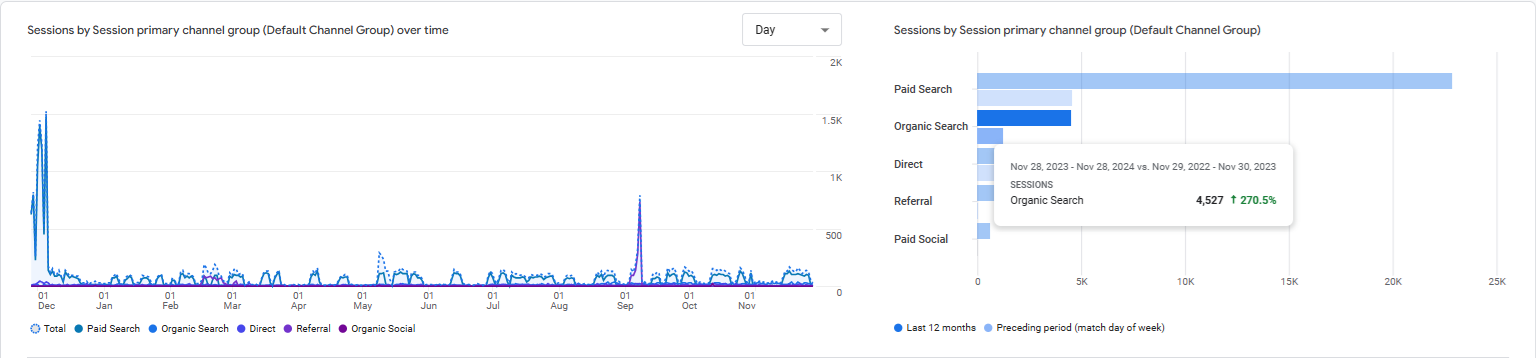 Sessions by Session primary channel group (Default Channel Group) over time
Day
2K
1.5K
1K
500
0
01 Dec
01 Jan
01 Feb
01 Mar
01 Apr
01 May
01 Jun
01 Jul
01 Aug
01 Sep
01 Oct
01 Nov
Total Paid Search Organic Search Direct Referral Organic Social
Sessions by Session primary channel group (Default Channel Group)
Paid Search
Organic Search
Direct
Referral
Paid Social
Nov 28, 2023 - Nov 28, 2024 vs. Nov 29, 2022 - Nov 30, 2023
SESSIONS
Organic Search 4,527 ↑ 270.5%
0 5K 10K 15K 20K 25K
Last 12 months Preceding period (match day of week)